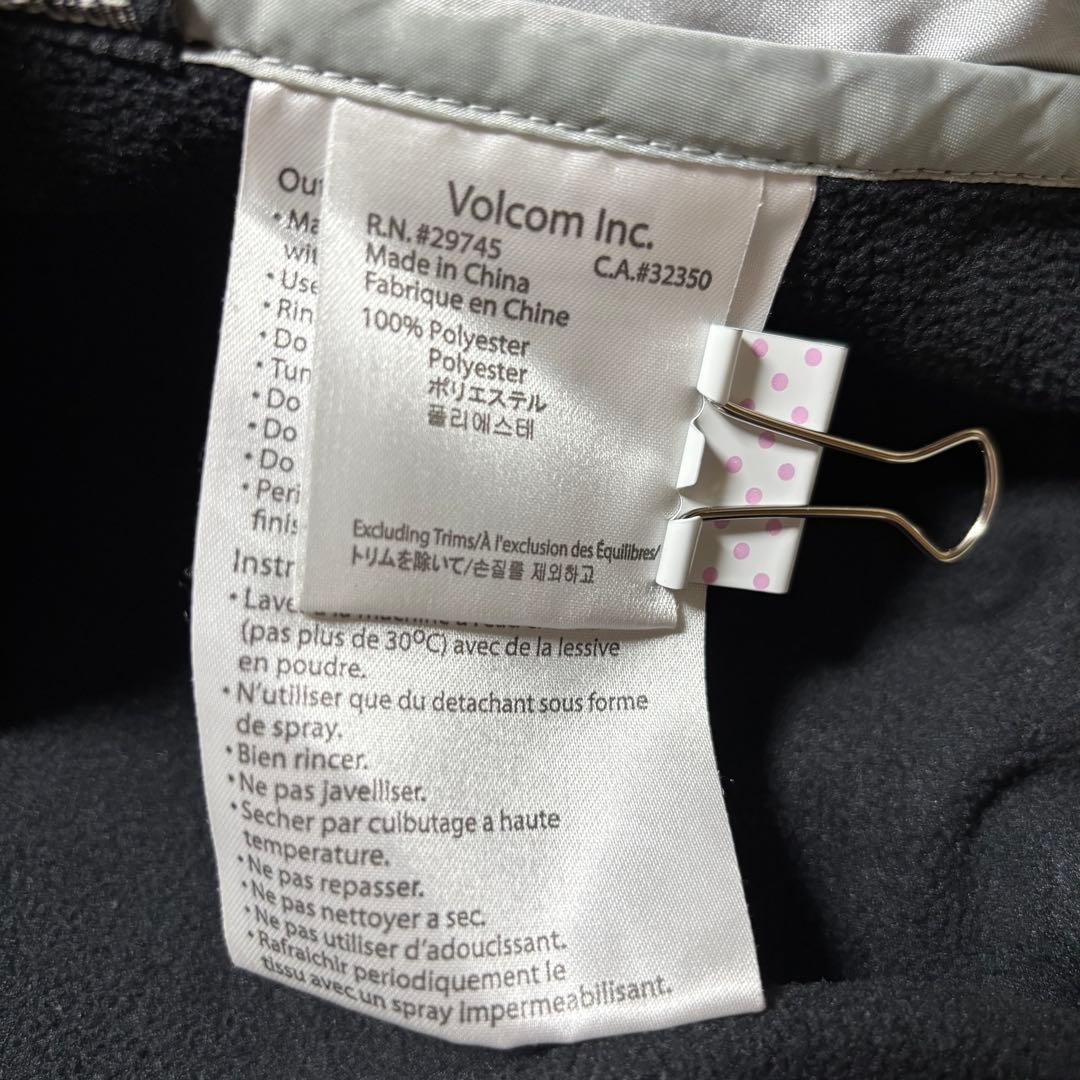 Volcom Inc.
R.N.#29745
C.A.#32350
Made in China
Fabrique en Chine
100% Polyester
Polyester
ポリエステル
폴리에스테
Excluding Trims/À l'exclusion des Équilibres/
トリムを除いて/손질를 제외하고
(pas plus de 30ºC) avec de la lessive
en poudre.
• N'utiliser que du detachant sous forme
de spray.
• Bien rincer.
• Ne pas javelliser.
• Secher par culbutage a haute
temperature.
• Ne pas repasser.
• Ne pas nettoyer a sec.
• Ne pas utiliser d'adoucissant.
• Rafraichir periodiquement le
tissu avec un spray impermeabilisant.